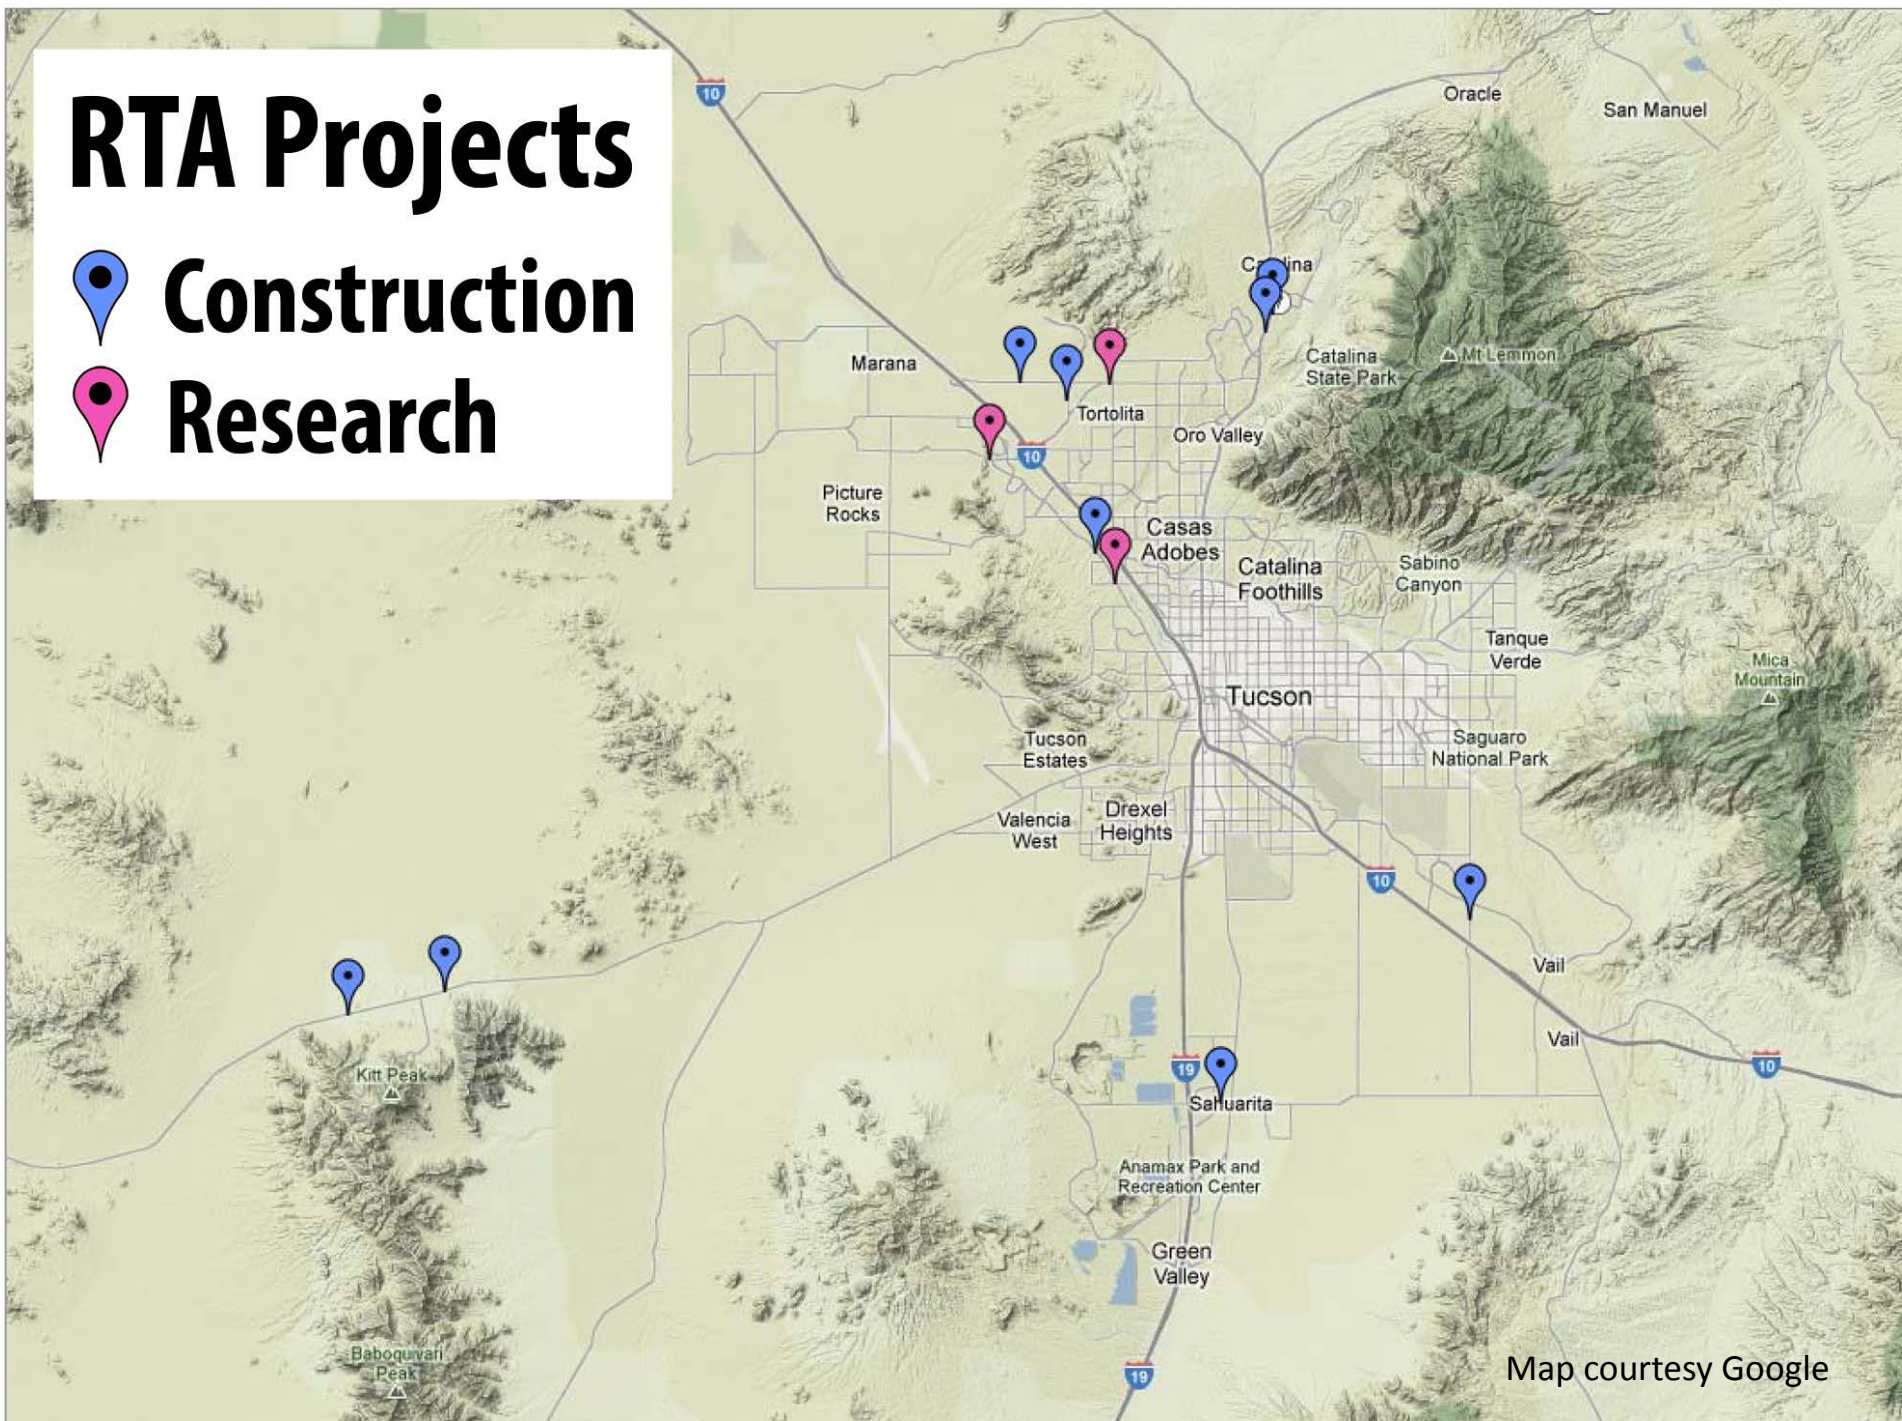 RTA Projects
Construction
Research
10
Oracle
San Manuel
Catalina
Marana
Catalina
State Park
Mt Lemmon
Tortolita
Oro Valley
10
Picture
Rocks
Casas
Adobes
Catalina
Foothills
Sabino
Canyon
Tanque
Verde
Mica
Mountain
Tucson
Tucson
Estates
Saguaro
National Park
Valencia
West
Drexel
Heights
10
Vail
Vail
10
Kitt Peak
19
Sahuarita
Anamax Park and
Recreation Center
Green
Valley
Baboquivari
Peak
19
Map courtesy Google